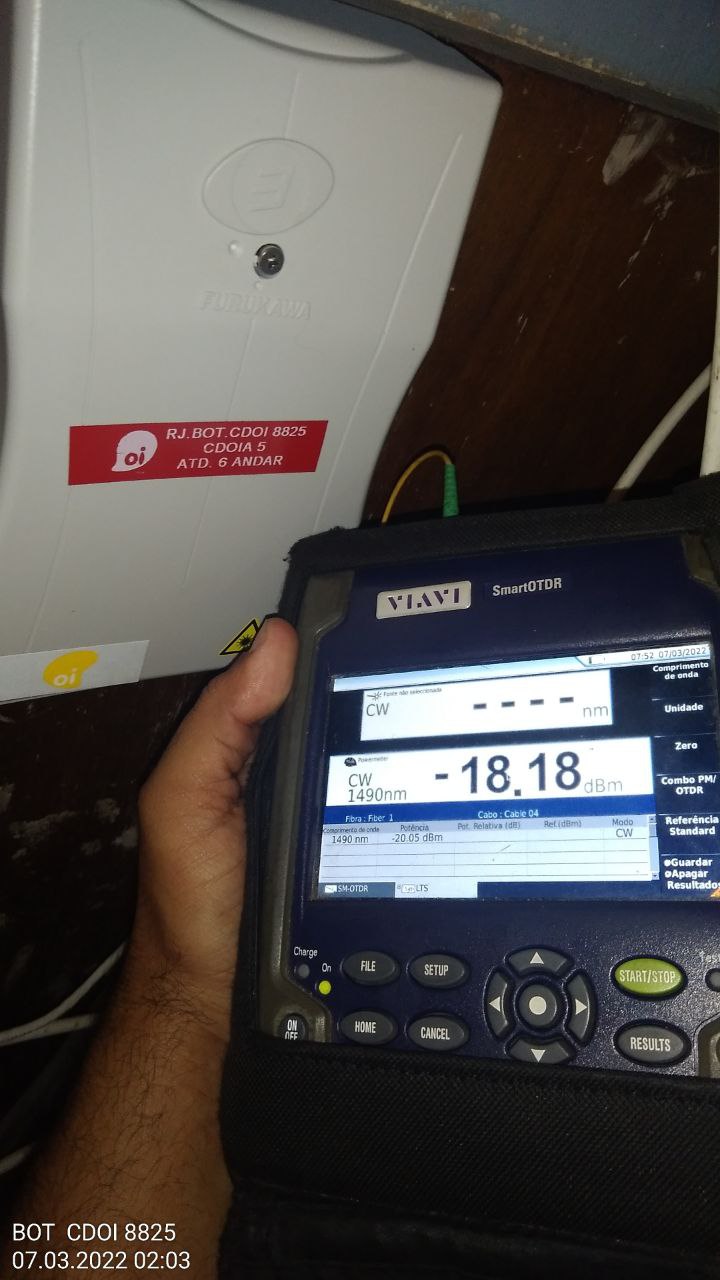 FURUKAWA
oi
RJ.BOT.CDOI 8825
CDOIA 5
ATD. 6 ANDAR
oi
VIAVI
SmartOTDR
07:52 07/03/2022
Fonte não seleccionada
CW
- - - - nm
Powermeter
CW
1490nm
-18.18 dBm
Fibra : Fiber 1
Cabo : Cable 04
Comprimento de onda
Potência
Pot. Relativa (dB)
Ref.(dBm)
Modo
1490 nm
-20.05 dBm
CW
SM-OTDR
LTS
Comprimento
de onda
Unidade
Zero
Combo PM/
OTDR
Referência
Standard
Guardar
Apagar
Resultados
Charge
On
FILE
SETUP
START/STOP
ON
OFF
HOME
CANCEL
RESULTS
BOT CDOI 8825
07.03.2022 02:03